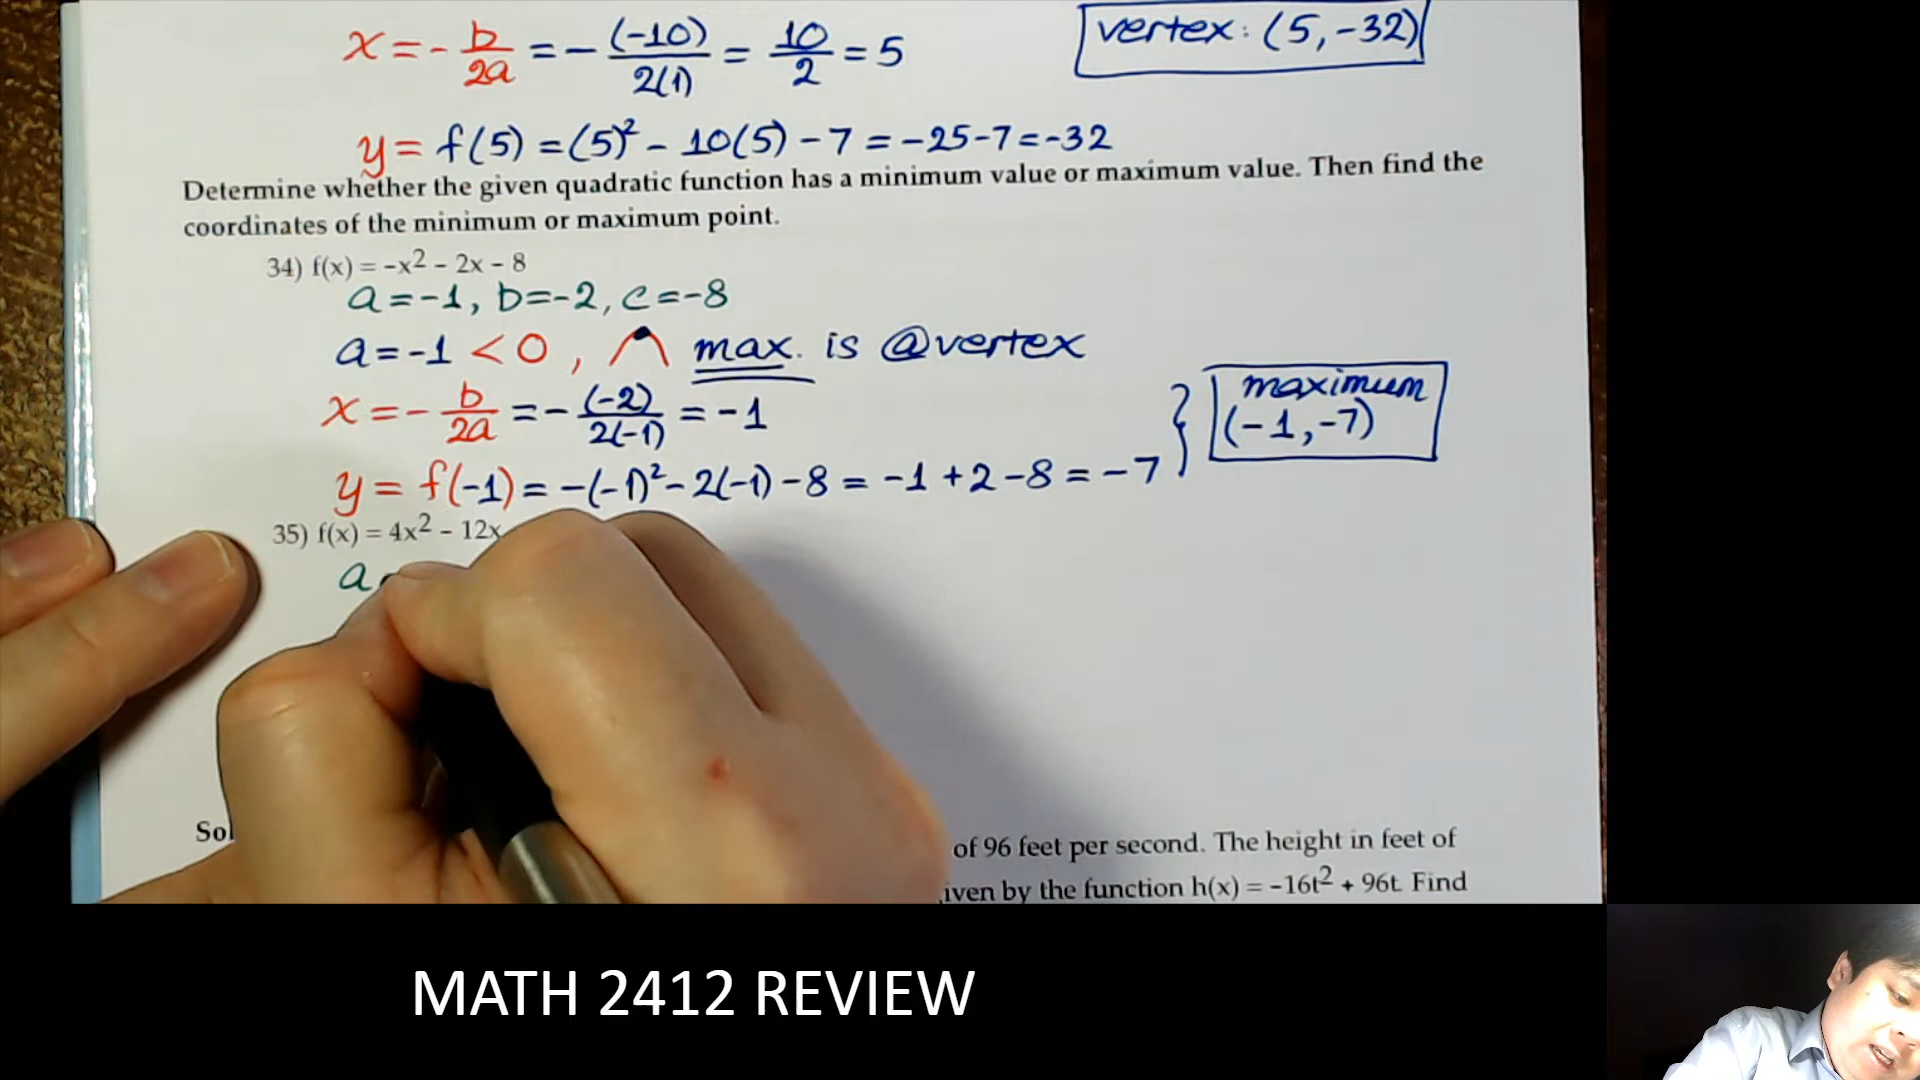 x = -b/2a = -(-10)/2(1) = 10/2 = 5
vertex: (5,-32)
y = f(5) = (5)² - 10(5) - 7 = -25-7=-32
Determine whether the given quadratic function has a minimum value or maximum value. Then find the
coordinates of the minimum or maximum point.
34) f(x) = -x² - 2x - 8
a=-1, b=-2, c=-8
a=-1 <0, max. is @vertex
x = -b/2a = -(-2)/2(-1) = -1
maximum
(-1,-7)
y = f(-1) = -(-1)² - 2(-1) - 8 = -1 + 2 - 8 = -7
35) f(x) = 4x² - 12x
a
of 96 feet per second. The height in feet of
given by the function h(x) = -16t² + 96t. Find
MATH 2412 REVIEW